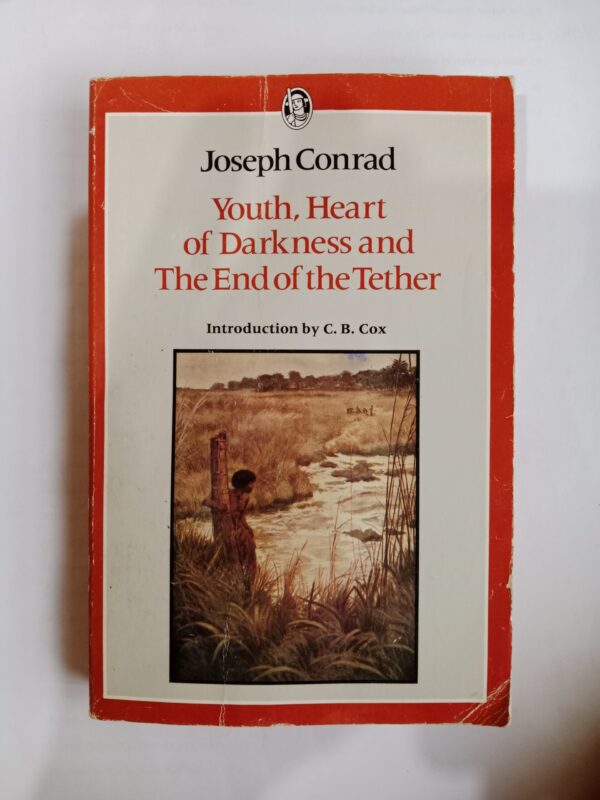 Joseph Conrad
Youth, Heart
of Darkness and
The End of the Tether
Introduction by C. B. Cox